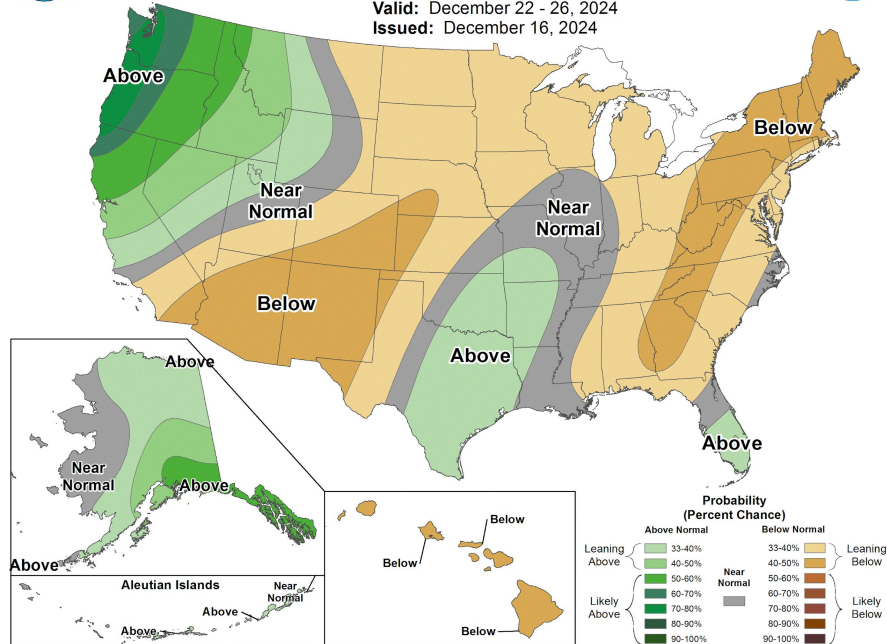 Valid: December 22 - 26, 2024
Issued: December 16, 2024
Above
Below
Near
Normal
Near
Normal
Below
Above
Above
Above
Near
Normal
Above
Above
Aleutian Islands
Near
Normal
Above
Above
Below
Below
Below
Probability
(Percent Chance)
Above Normal
Below Normal
Leaning
Above
33-40%
40-50%
Likely
Above
50-60%
60-70%
70-80%
80-90%
90-100%
Near
Normal
33-40%
40-50%
Leaning
Below
50-60%
60-70%
70-80%
80-90%
90-100%
Likely
Below